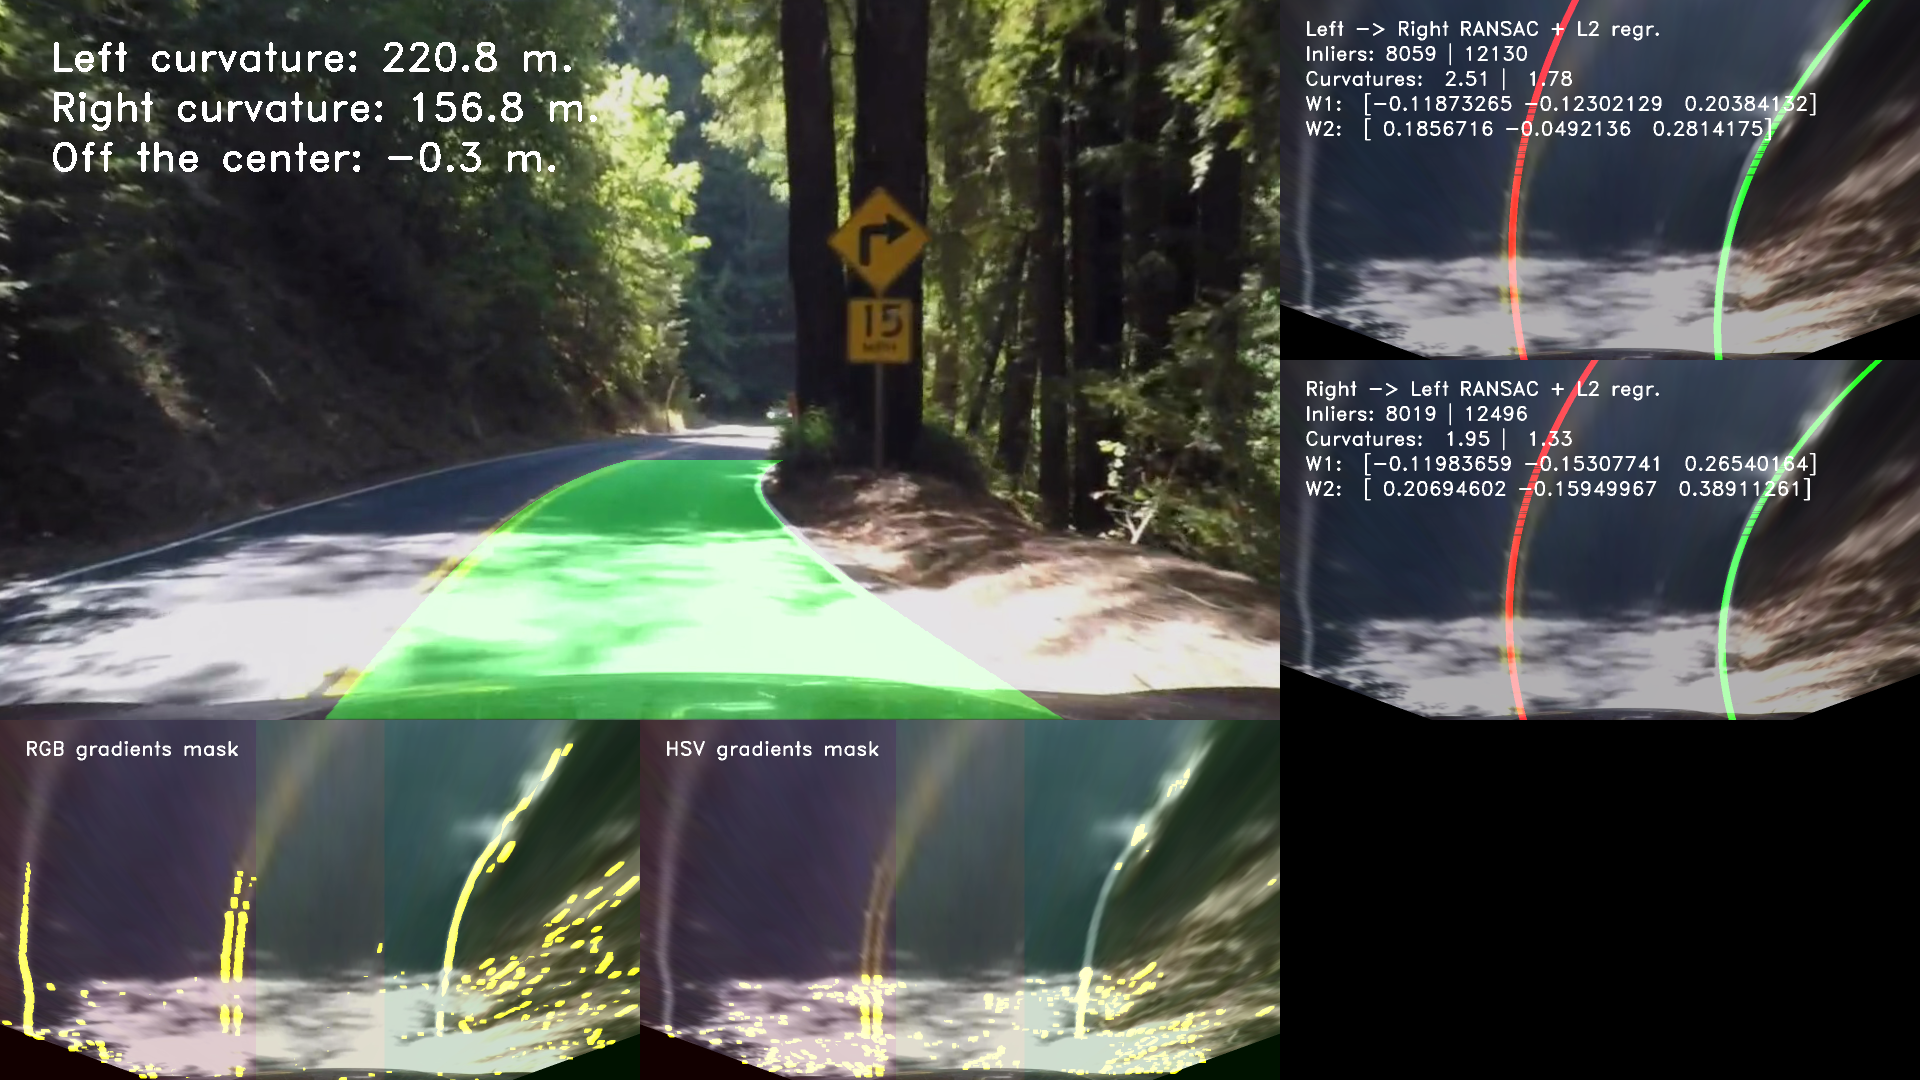 Left curvature: 220.8 m.
Right curvature: 156.8 m.
Off the center: -0.3 m.
15
MPH
Left -> Right RANSAC + L2 regr.
Inliers: 8059 | 12130
Curvatures: 2.51 | 1.78
W1: [-0.11873265 -0.12302129 0.20384132]
W2: [ 0.1856716 -0.0492136 0.2814175]
Right -> Left RANSAC + L2 regr.
Inliers: 8019 | 12496
Curvatures: 1.95 | 1.33
W1: [-0.11983659 -0.15307741 0.26540164]
W2: [ 0.20694602 -0.15949967 0.38911261]
RGB gradients mask
HSV gradients mask